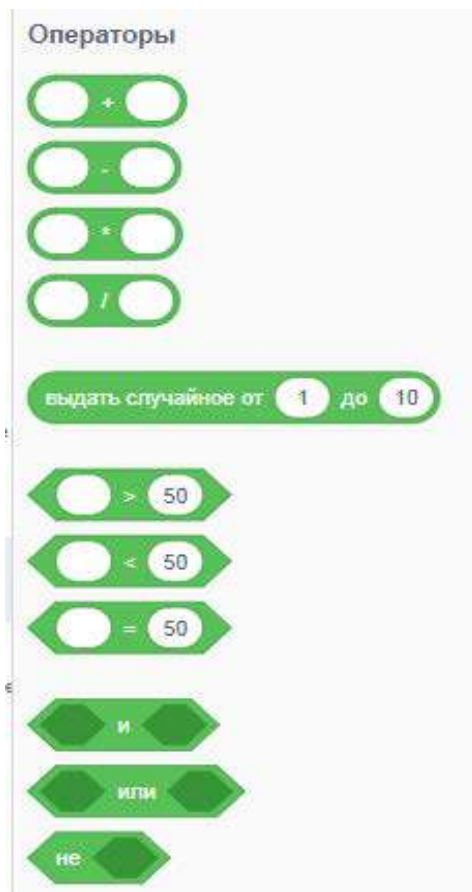 Операторы
+
-
*
/
выдать случайное от 1 до 10
> 50
< 50
= 50
и
или
не